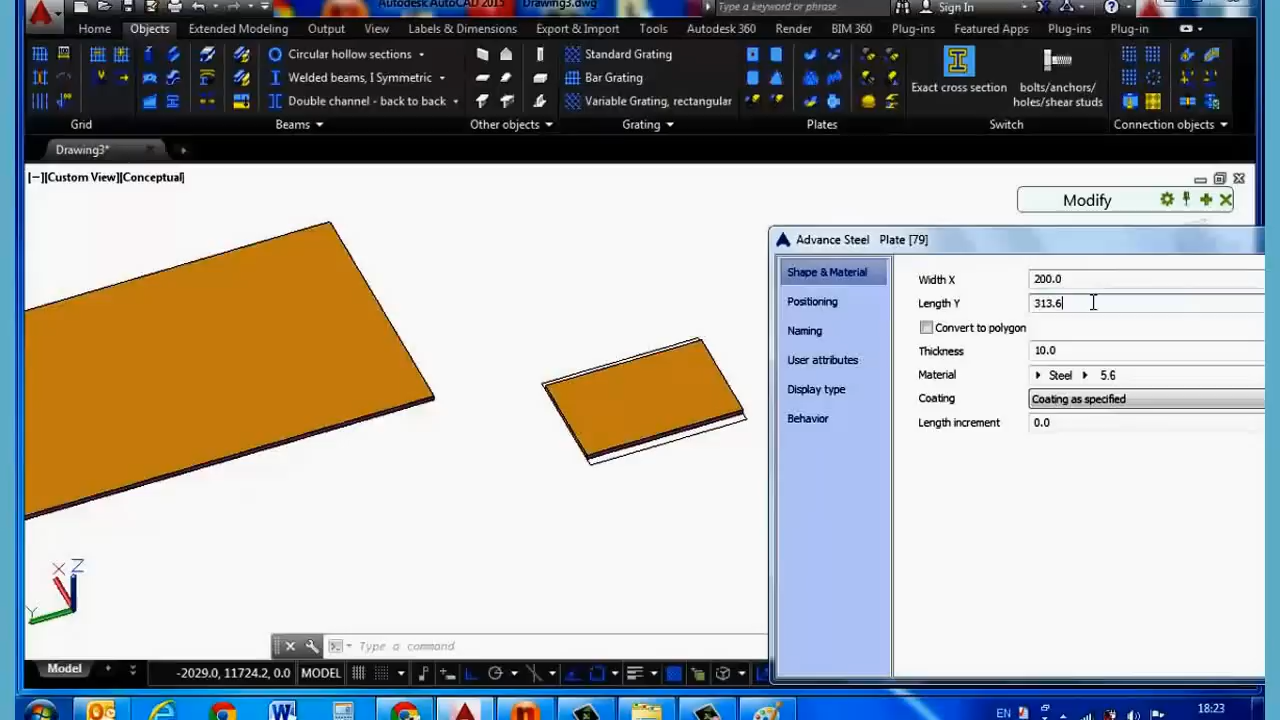 Autodesk AutoCAD 2015 Drawing3.dwg
Type a keyword or phrase
Sign In
Home Objects Extended Modeling Output View Labels & Dimensions Export & Import Tools Autodesk 360 Render BIM 360 Plug-ins Featured Apps Plug-ins Plug-in
Circular hollow sections
Standard Grating
Welded beams, I Symmetric
Bar Grating
Double channel - back to back
Variable Grating, rectangular
Exact cross section
bolts/anchors/
holes/shear studs
Grid Beams Other objects Grating Plates Switch Connection objects
Drawing3*
[−][Custom View][Conceptual]
Modify
Advance Steel Plate [79]
Shape & Material
Positioning
Naming
User attributes
Display type
Behavior
Width X 200.0
Length Y 313.6
Convert to polygon
Thickness 10.0
Material Steel 5.6
Coating Coating as specified
Length increment 0.0
X Z
Y
Type a command
Model
-2029.0, 11724.2, 0.0 MODEL
EN
18:23